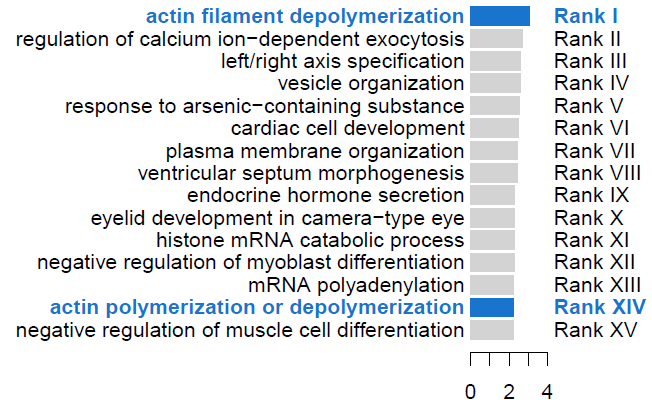 actin filament depolymerization Rank I
regulation of calcium ion−dependent exocytosis Rank II
left/right axis specification Rank III
vesicle organization Rank IV
response to arsenic−containing substance Rank V
cardiac cell development Rank VI
plasma membrane organization Rank VII
ventricular septum morphogenesis Rank VIII
endocrine hormone secretion Rank IX
eyelid development in camera−type eye Rank X
histone mRNA catabolic process Rank XI
negative regulation of myoblast differentiation Rank XII
mRNA polyadenylation Rank XIII
actin polymerization or depolymerization Rank XIV
negative regulation of muscle cell differentiation Rank XV
0 2 4